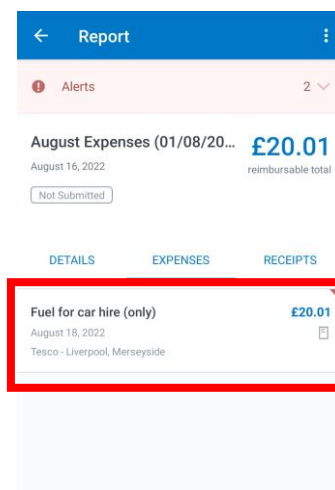 Report
Alerts 2
August Expenses (01/08/20... £20.01
August 16, 2022 reimbursable total
Not Submitted
DETAILS EXPENSES RECEIPTS
Fuel for car hire (only) £20.01
August 18, 2022
Tesco - Liverpool, Merseyside